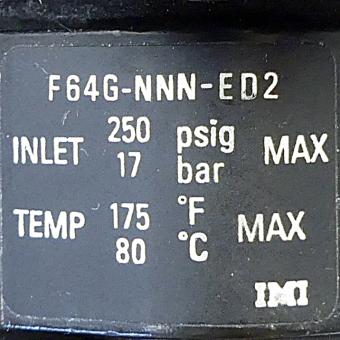 F64G-NNN-ED2
INLET 250 psig MAX
17 bar
TEMP 175 °F MAX
80 °C
IMI